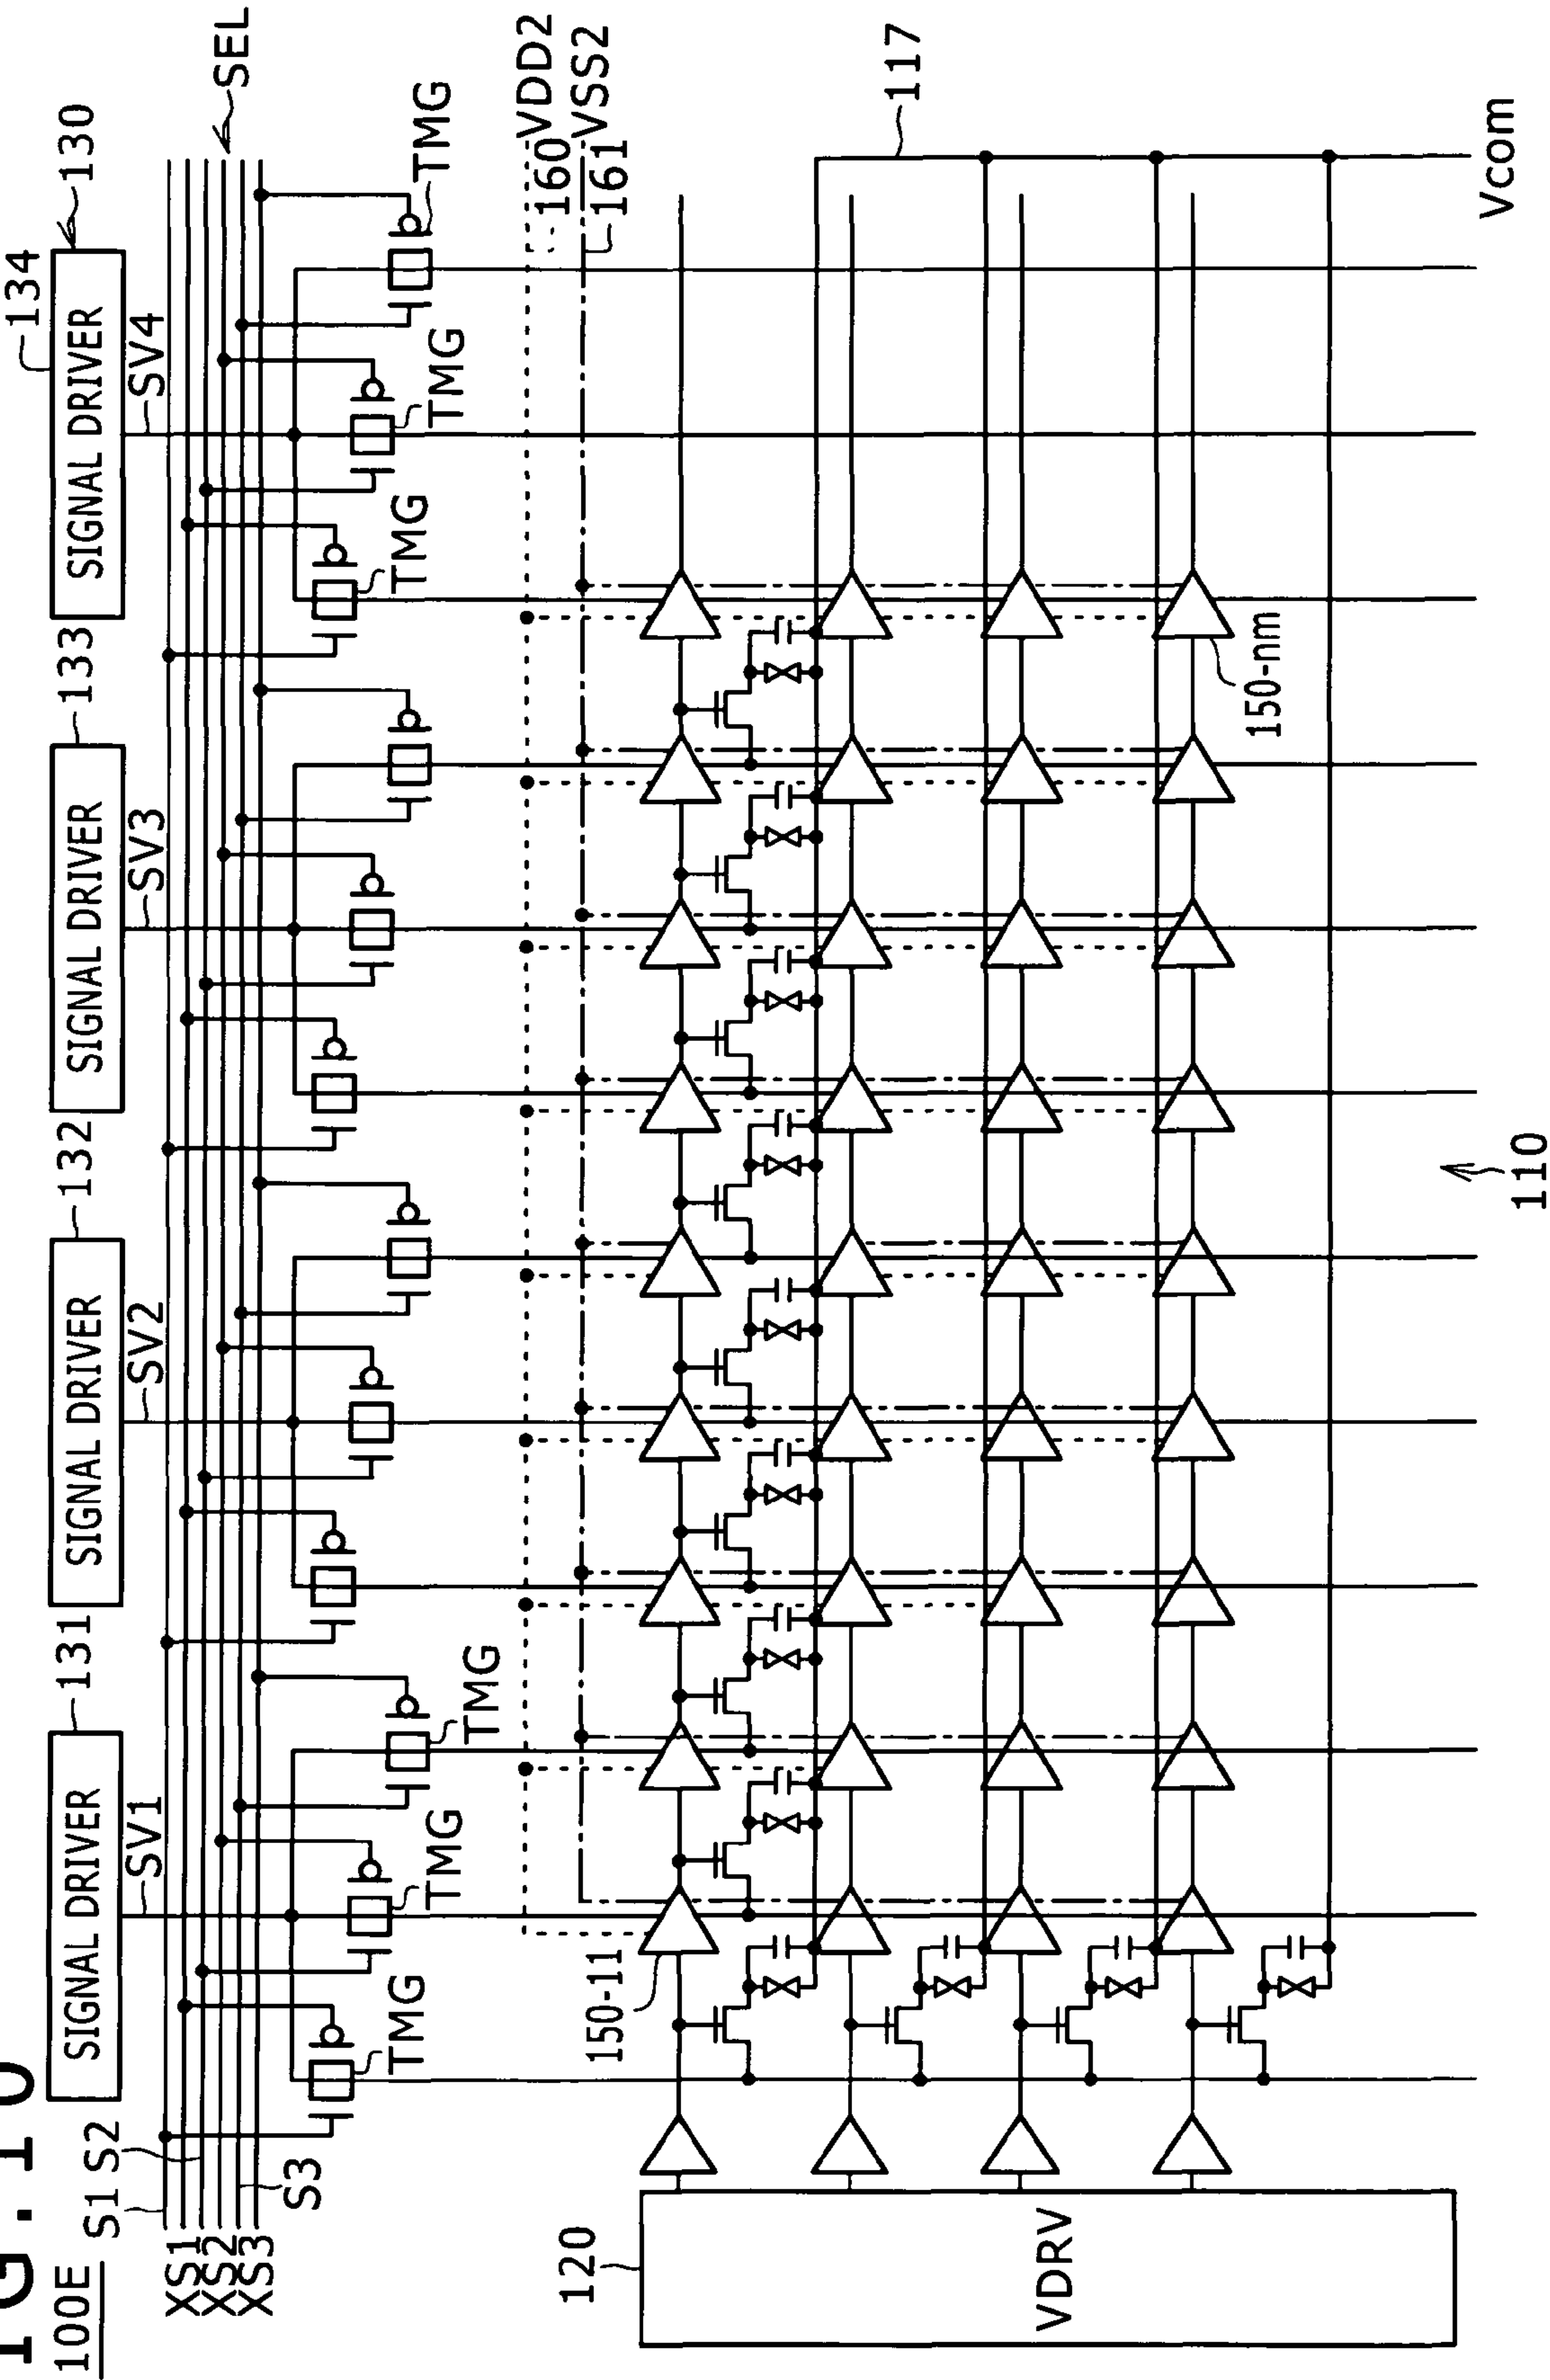 FIG.10
100E
SIGNAL DRIVER
131
SIGNAL DRIVER
132
SIGNAL DRIVER
133
SIGNAL DRIVER
134
130
SV1
SV2
SV3
SV4
S1
S2
XS1
XS2
XS3
S3
SEL
TMG
TMG
TMG
TMG
TMG
TMG
VDD2
160
VSS2
161
150-11
117
120
VDRV
150-nm
Vcom
110